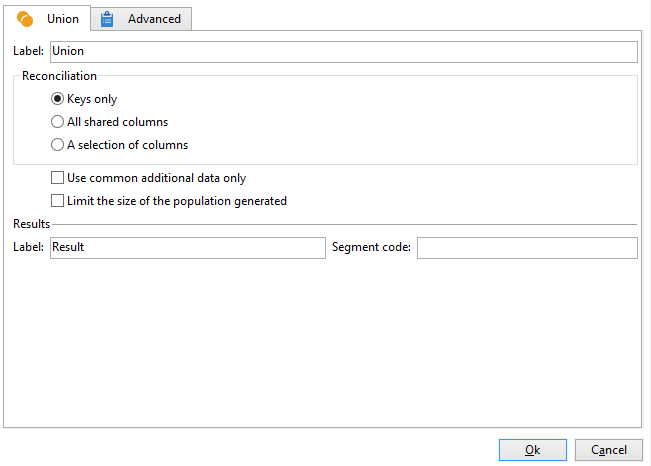 Union Advanced
Label: Union
Reconciliation
Keys only
All shared columns
A selection of columns
Use common additional data only
Limit the size of the population generated
Results
Label: Result Segment code:
Ok Cancel